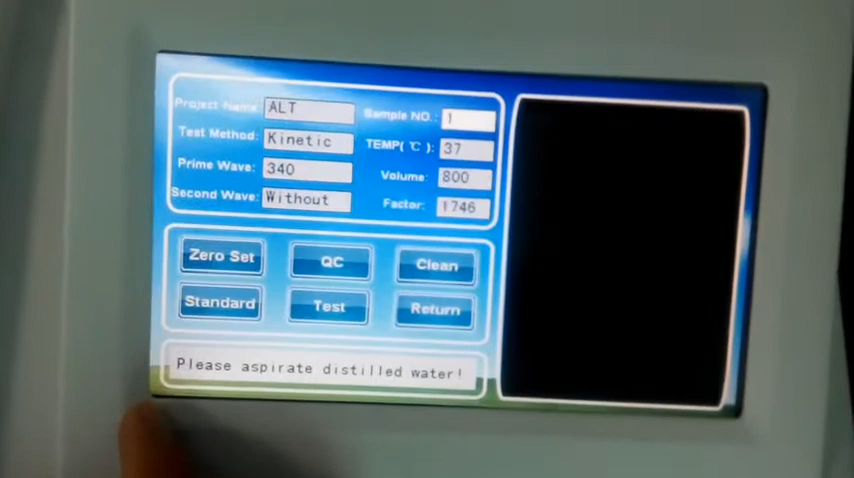 Project Name: ALT Sample NO.: 1
Test Method: Kinetic TEMP(℃): 37
Prime Wave: 340 Volume: 800
Second Wave: Without Factor: 1746
Zero Set QC Clean
Standard Test Return
Please aspirate distilled water!